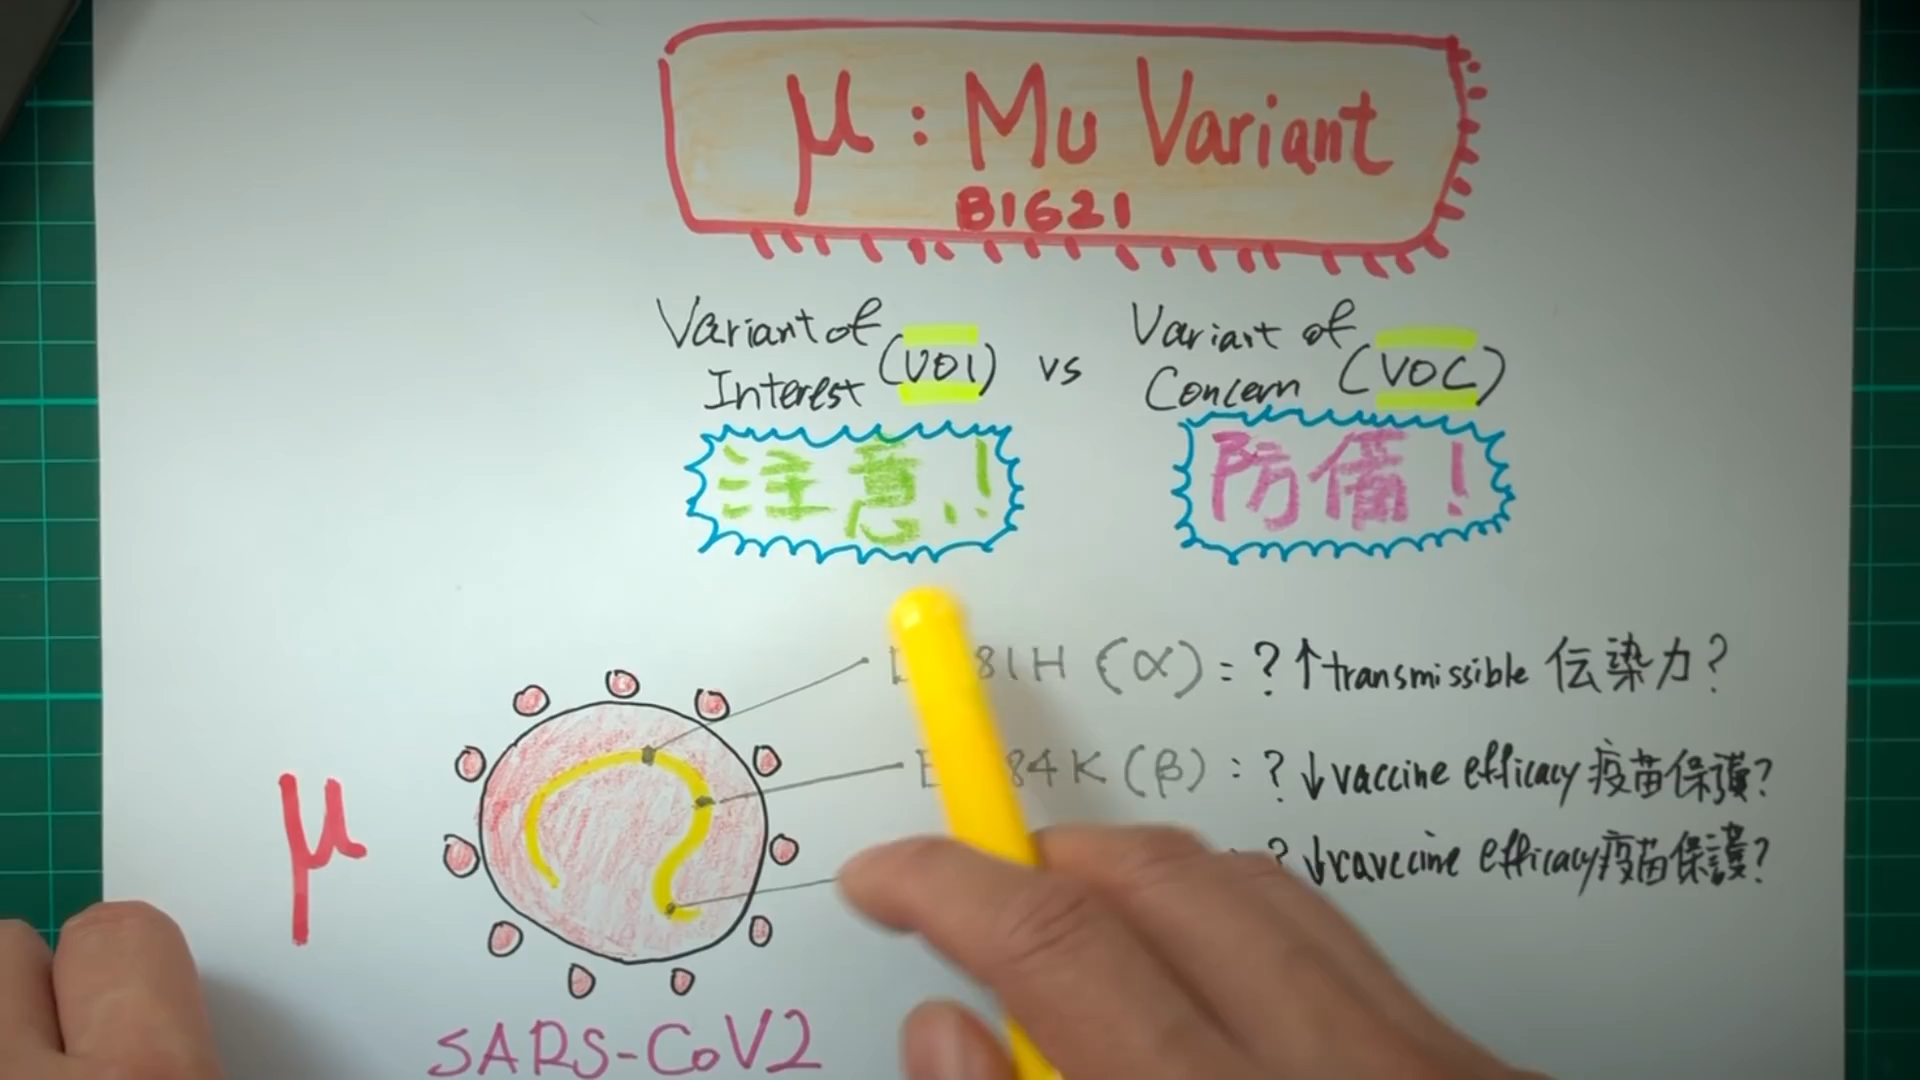 μ : Mu Variant
B1621
Variant of Interest (VOI) vs Variant of Concern (VOC)
注意! 防備!
81H (α) : ? ↑ transmissible 伝染力?
84K (β) : ? ↓ vaccine efficacy 疫苗保護?
? ↓ vavccine efficacy 疫苗保護?
μ
SARS-CoV2